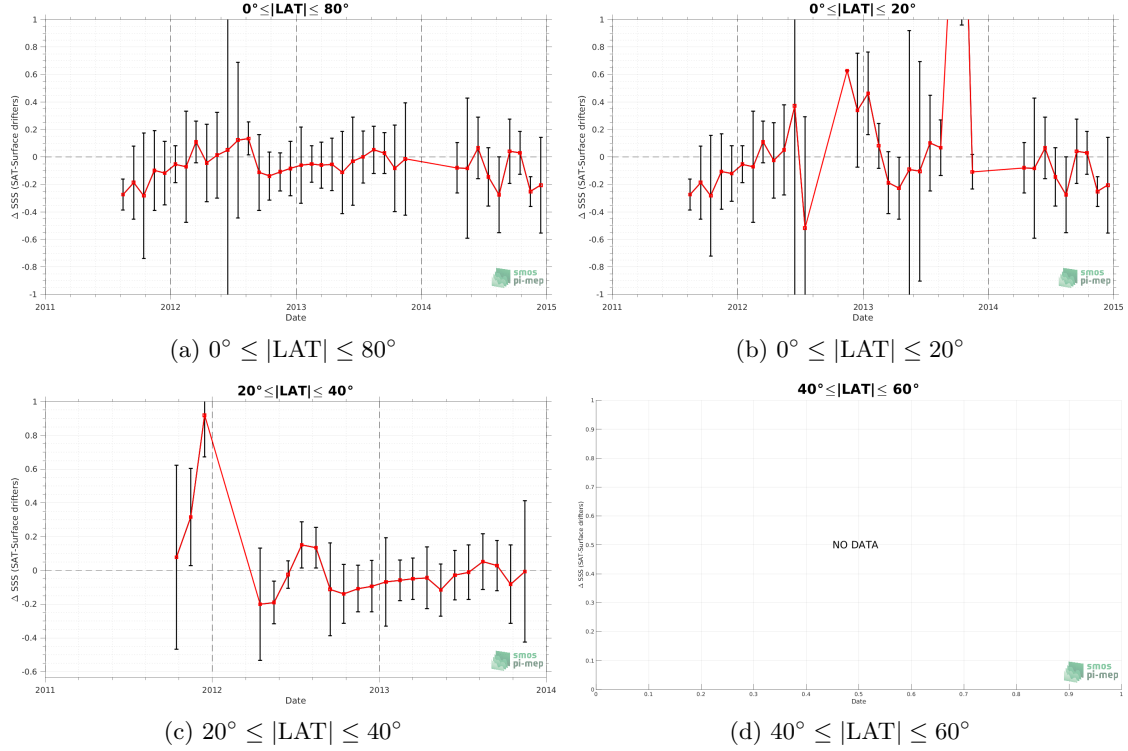 0°≤|LAT|≤ 80°
Δ SSS (SAT-Surface drifters)
1
0.8
0.6
0.4
0.2
0
-0.2
-0.4
-0.6
-0.8
-1
2011 2012 2013 2014 2015
Date
smos
pi-mep
(a) 0° ≤ |LAT| ≤ 80°
0°≤|LAT|≤ 20°
Δ SSS (SAT-Surface drifters)
1
0.8
0.6
0.4
0.2
0
-0.2
-0.4
-0.6
-0.8
-1
2011 2012 2013 2014 2015
Date
smos
pi-mep
(b) 0° ≤ |LAT| ≤ 20°
20°≤|LAT|≤ 40°
Δ SSS (SAT-Surface drifters)
1
0.8
0.6
0.4
0.2
0
-0.2
-0.4
-0.6
2011 2012 2013 2014
Date
smos
pi-mep
(c) 20° ≤ |LAT| ≤ 40°
40°≤|LAT|≤ 60°
Δ SSS (SAT-Surface drifters)
1
0.9
0.8
0.7
0.6
0.5
0.4
0.3
0.2
0.1
0
NO DATA
0 0.1 0.2 0.3 0.4 0.5 0.6 0.7 0.8 0.9 1
Date
smos
pi-mep
(d) 40° ≤ |LAT| ≤ 60°